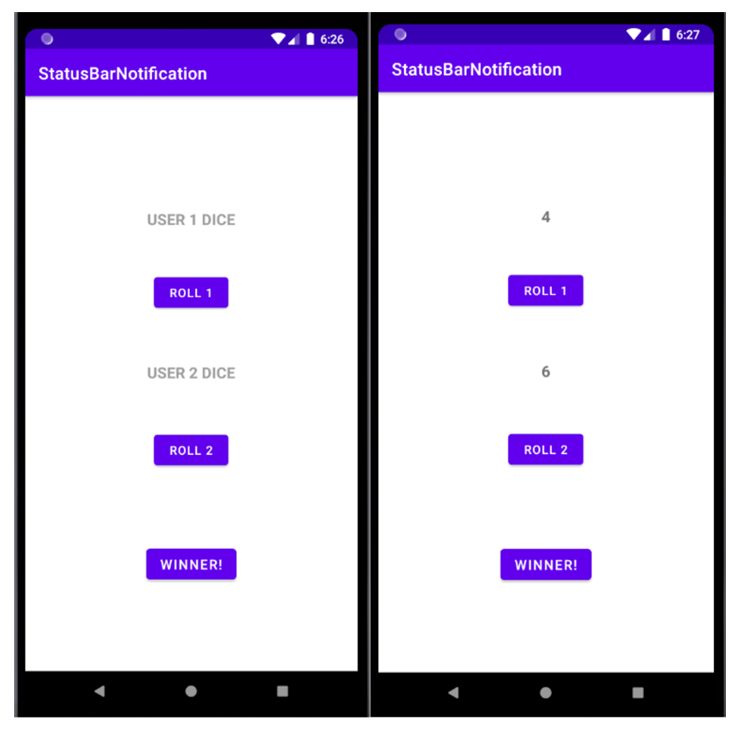 6:26
StatusBarNotification
USER 1 DICE
ROLL 1
USER 2 DICE
ROLL 2
WINNER!
6:27
StatusBarNotification
4
ROLL 1
6
ROLL 2
WINNER!